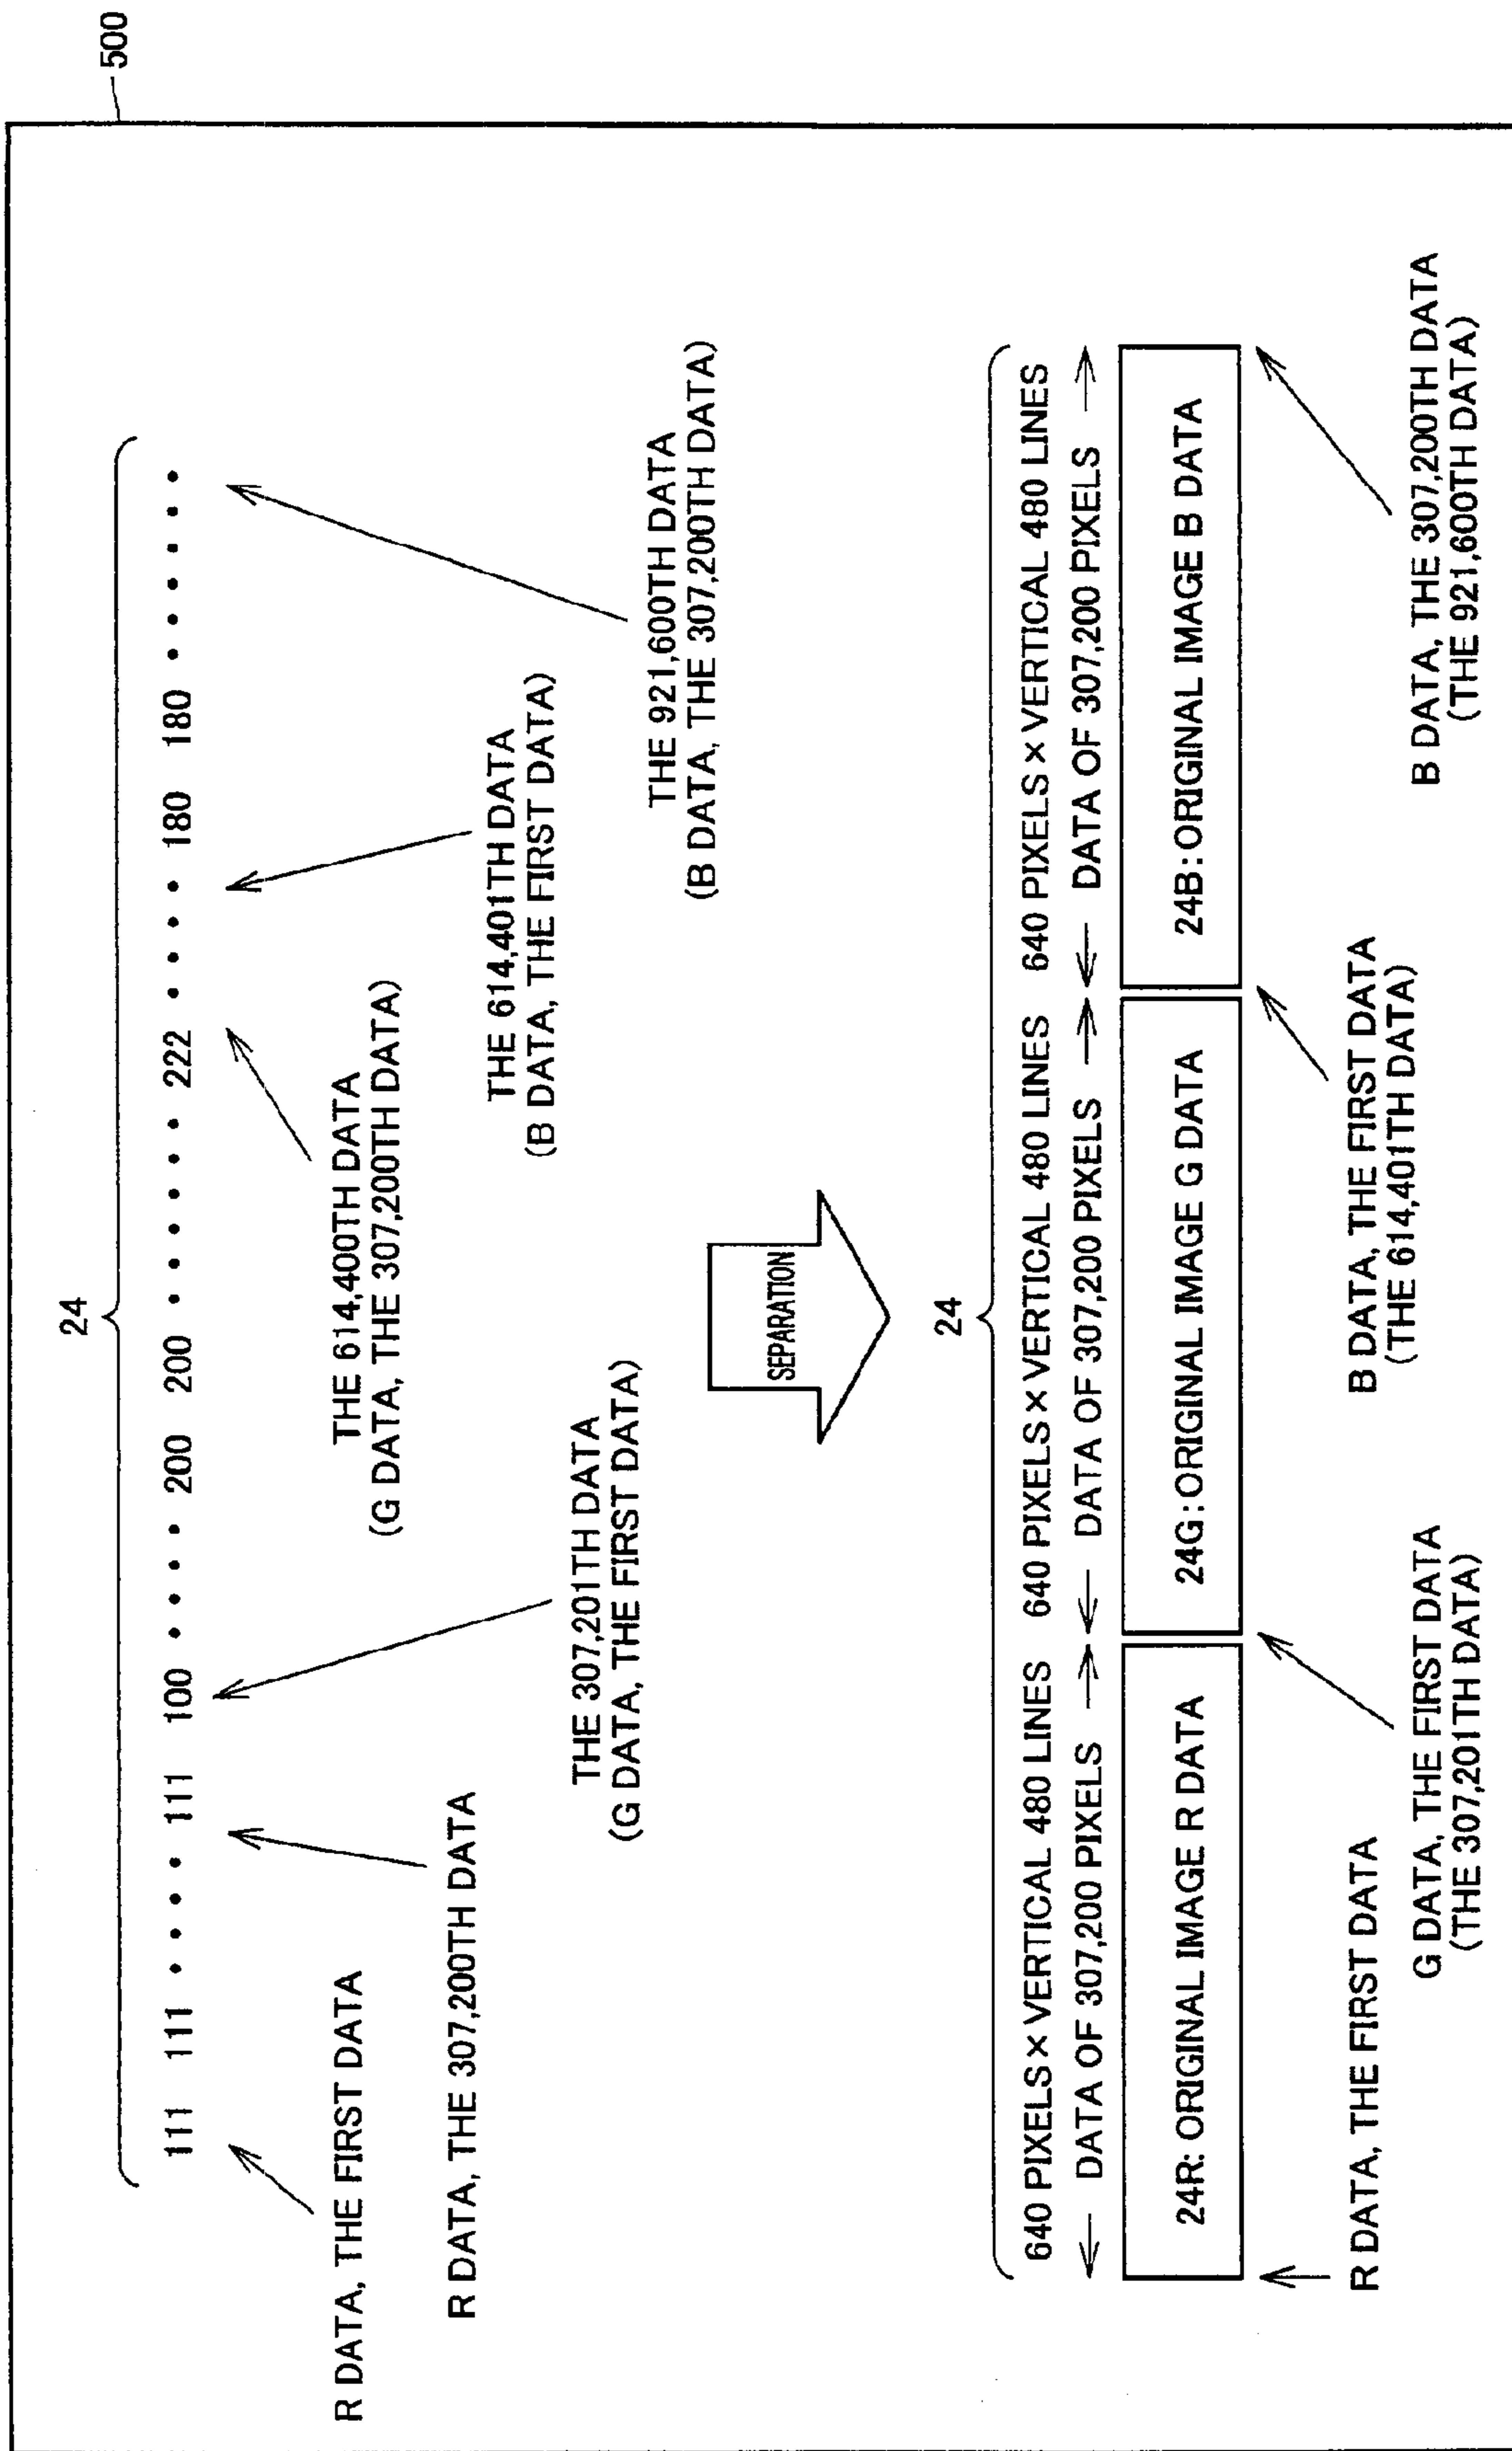 500
24
111 111 • • • • 111 100 • • • • 200 200 • • • • • • 222 • • • • 180 180 • • • • • •
R DATA, THE FIRST DATA
R DATA, THE 307,200TH DATA
THE 307,201TH DATA
(G DATA, THE FIRST DATA)
THE 614,400TH DATA
(G DATA, THE 307,200TH DATA)
THE 614,401TH DATA
(B DATA, THE FIRST DATA)
THE 921,600TH DATA
(B DATA, THE 307,200TH DATA)
SEPARATION
24
640 PIXELS × VERTICAL 480 LINES 640 PIXELS × VERTICAL 480 LINES 640 PIXELS × VERTICAL 480 LINES
← DATA OF 307,200 PIXELS → ← DATA OF 307,200 PIXELS → ← DATA OF 307,200 PIXELS →
24R: ORIGINAL IMAGE R DATA
24G: ORIGINAL IMAGE G DATA
24B: ORIGINAL IMAGE B DATA
R DATA, THE FIRST DATA
G DATA, THE FIRST DATA
(THE 307,201TH DATA)
B DATA, THE FIRST DATA
(THE 614,401TH DATA)
B DATA, THE 307,200TH DATA
(THE 921,600TH DATA)